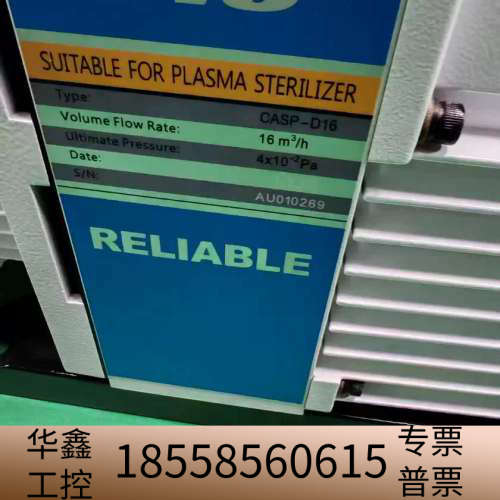 SUITABLE FOR PLASMA STERILIZER
Type: CASP-D16
Volume Flow Rate: 16 m³/h
Ultimate Pressure: 4x10⁻²Pa
Date:
S/N: AU010269
RELIABLE
华鑫工控 18558560615 专票普票